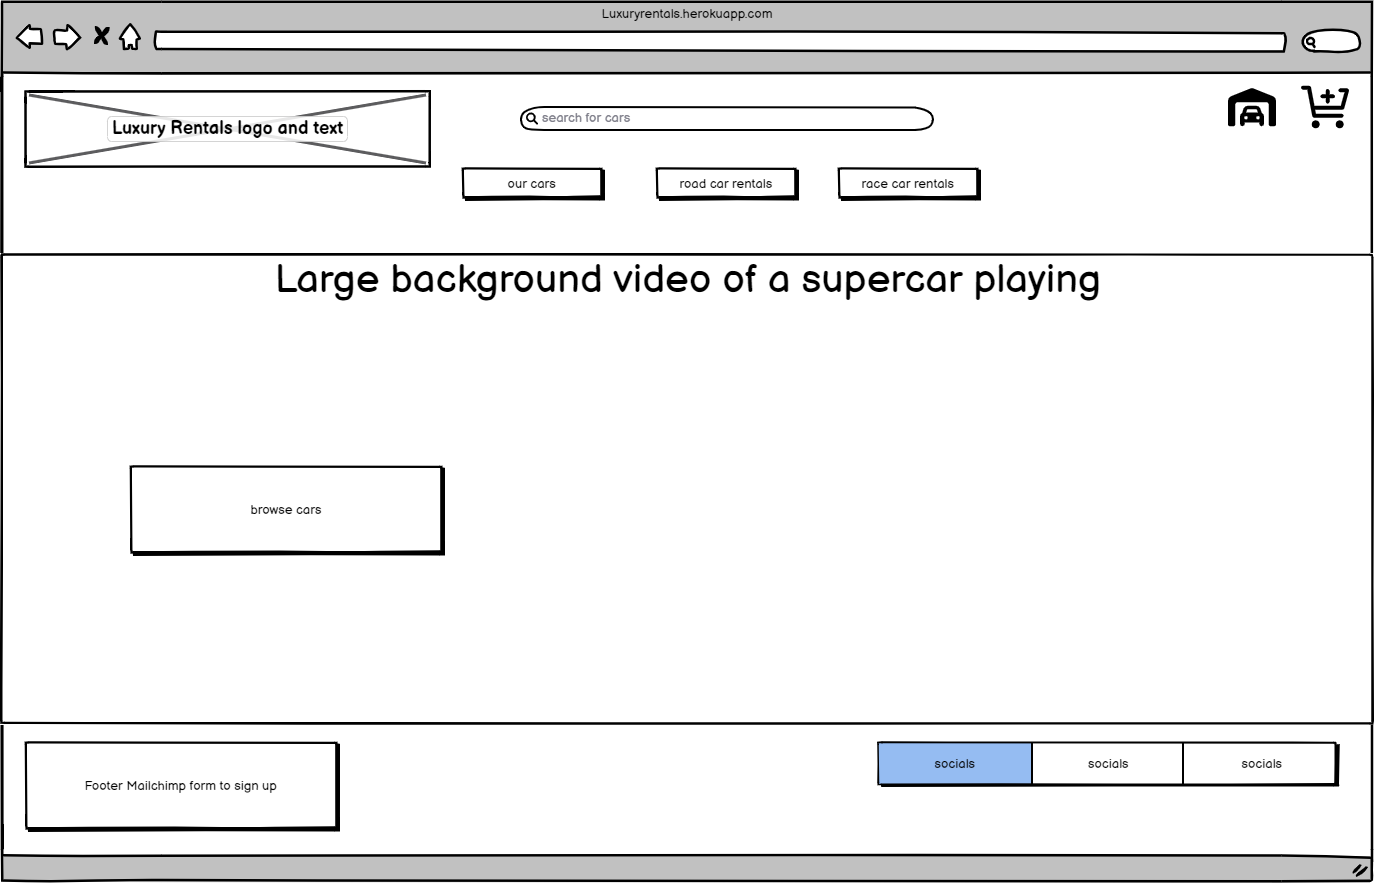 Luxuryrentals.herokuapp.com
Luxury Rentals logo and text
search for cars
our cars
road car rentals
race car rentals
Large background video of a supercar playing
browse cars
Footer Mailchimp form to sign up
socials
socials
socials